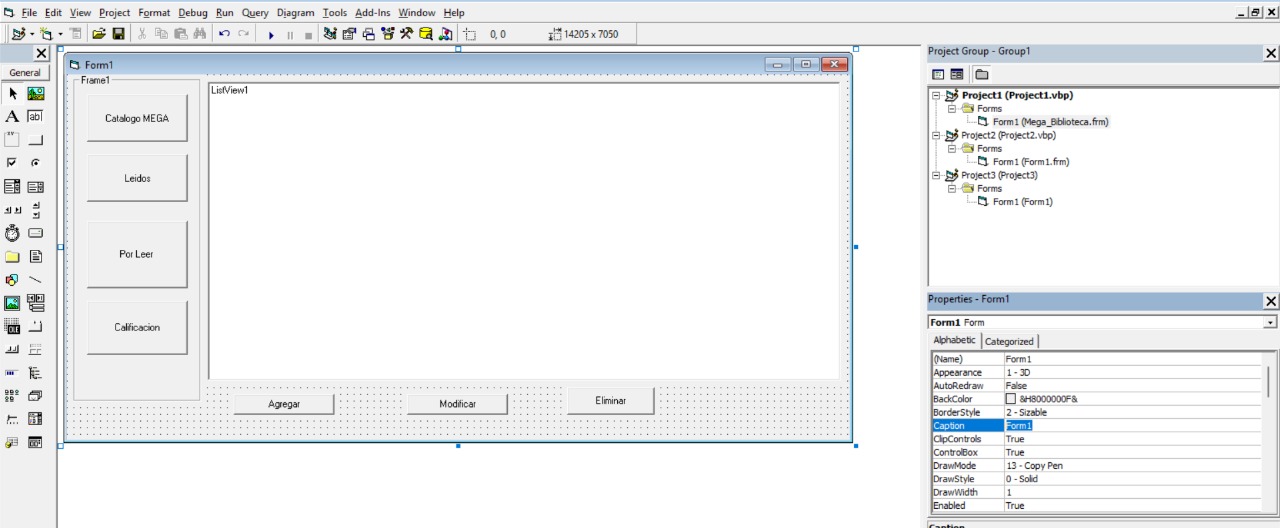 File Edit View Project Format Debug Run Query Diagram Tools Add-Ins Window Help
0, 0 14205 x 7050
General
A ab
OLE
Form1
Frame1
Catalogo MEGA
Leidos
Por Leer
Calificacion
ListView1
Agregar Modificar Eliminar
Project Group - Group1
Project1 (Project1.vbp)
Forms
Form1 (Mega_Biblioteca.frm)
Project2 (Project2.vbp)
Forms
Form1 (Form1.frm)
Project3 (Project3)
Forms
Form1 (Form1)
Properties - Form1
Form1 Form
Alphabetic Categorized
(Name) Form1
Appearance 1 - 3D
AutoRedraw False
BackColor &H8000000F&
BorderStyle 2 - Sizable
Caption Form1
ClipControls True
ControlBox True
DrawMode 13 - Copy Pen
DrawStyle 0 - Solid
DrawWidth 1
Enabled True
Caption